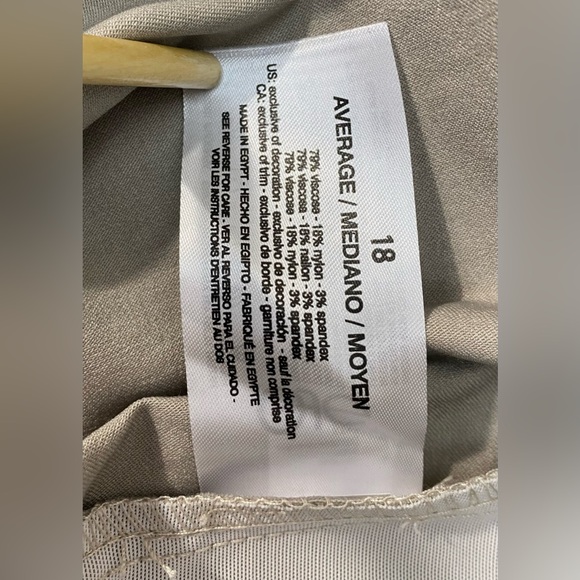 18
AVERAGE / MEDIANO / MOYEN
79% viscose - 18% nylon - 3% spandex
79% viscosa - 18% nailon - 3% spandex
79% viscose - 18% nylon - 3% spandex
US: exclusive of decoration - exclusivo de decoración - sauf la décoration
CA: exclusive of trim - exclusivo de borde - garniture non comprise
MADE IN EGYPT - HECHO EN EGIPTO - FABRIQUÉ EN EGYPTE
SEE REVERSE FOR CARE - VER AL REVERSO PARA EL CUIDADO -
VOIR LES INSTRUCTIONS D'ENTRETIEN AU DOS